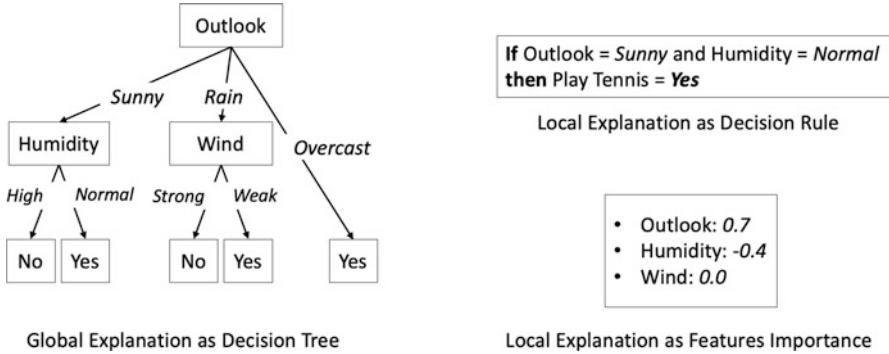 Outlook
Sunny
Rain
Overcast
Humidity
Wind
High
Normal
Strong
Weak
No
Yes
No
Yes
Yes
Global Explanation as Decision Tree
If Outlook = Sunny and Humidity = Normal
then Play Tennis = Yes
Local Explanation as Decision Rule
• Outlook: 0.7
• Humidity: -0.4
• Wind: 0.0
Local Explanation as Features Importance